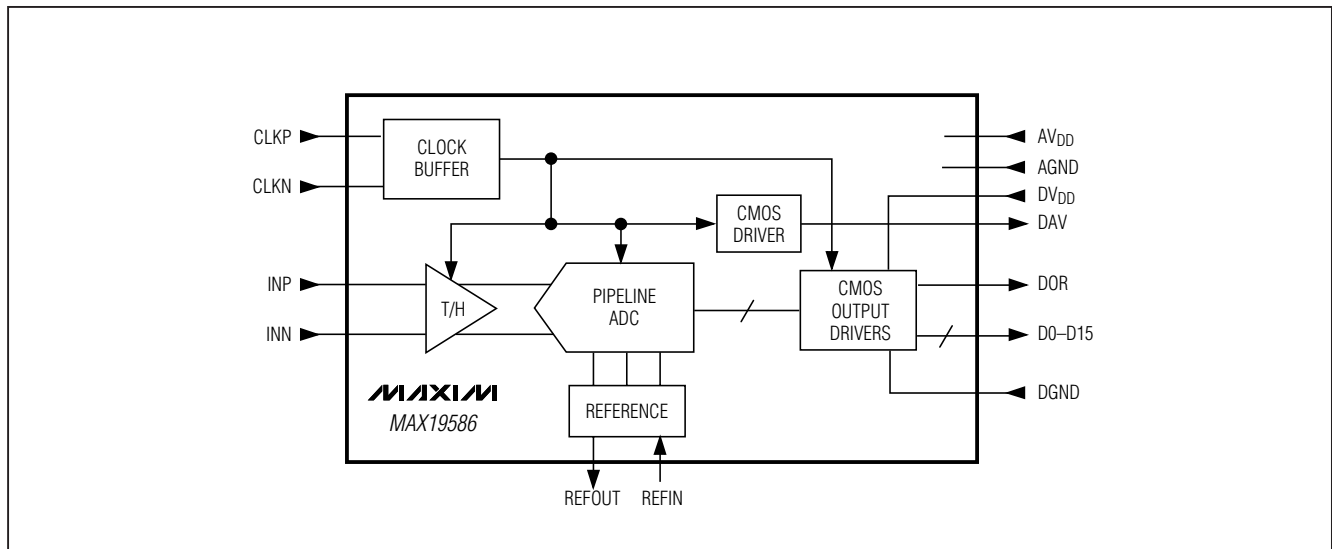 CLKP
CLKN
CLOCK
BUFFER
AVDD
AGND
DVDD
CMOS
DRIVER
DAV
INP
INN
T/H
PIPELINE
ADC
CMOS
OUTPUT
DRIVERS
DOR
D0–D15
DGND
MAXIM
MAX19586
REFERENCE
REFOUT
REFIN